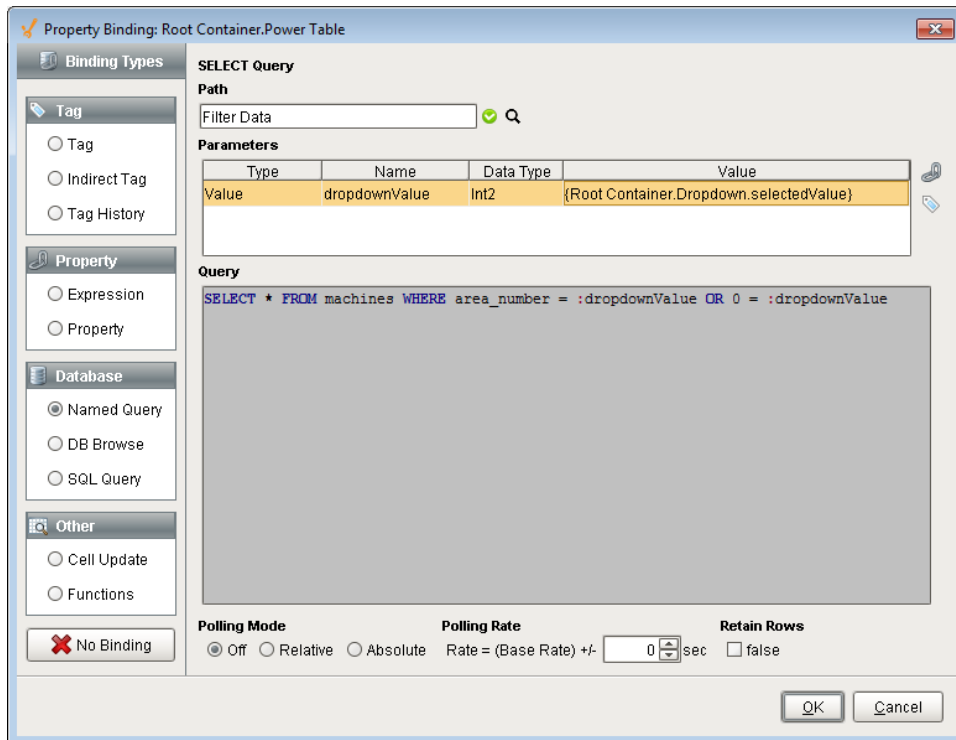 Property Binding: Root Container.Power Table
Binding Types
Tag
Tag
Indirect Tag
Tag History
Property
Expression
Property
Database
Named Query
DB Browse
SQL Query
Other
Cell Update
Functions
No Binding
SELECT Query
Path
Filter Data
Parameters
Type Name Data Type Value
Value dropdownValue Int2 {Root Container.Dropdown.selectedValue}
Query
SELECT * FROM machines WHERE area_number = :dropdownValue OR 0 = :dropdownValue
Polling Mode Polling Rate Retain Rows
Off Relative Absolute Rate = (Base Rate) +/- 0 sec false
OK Cancel